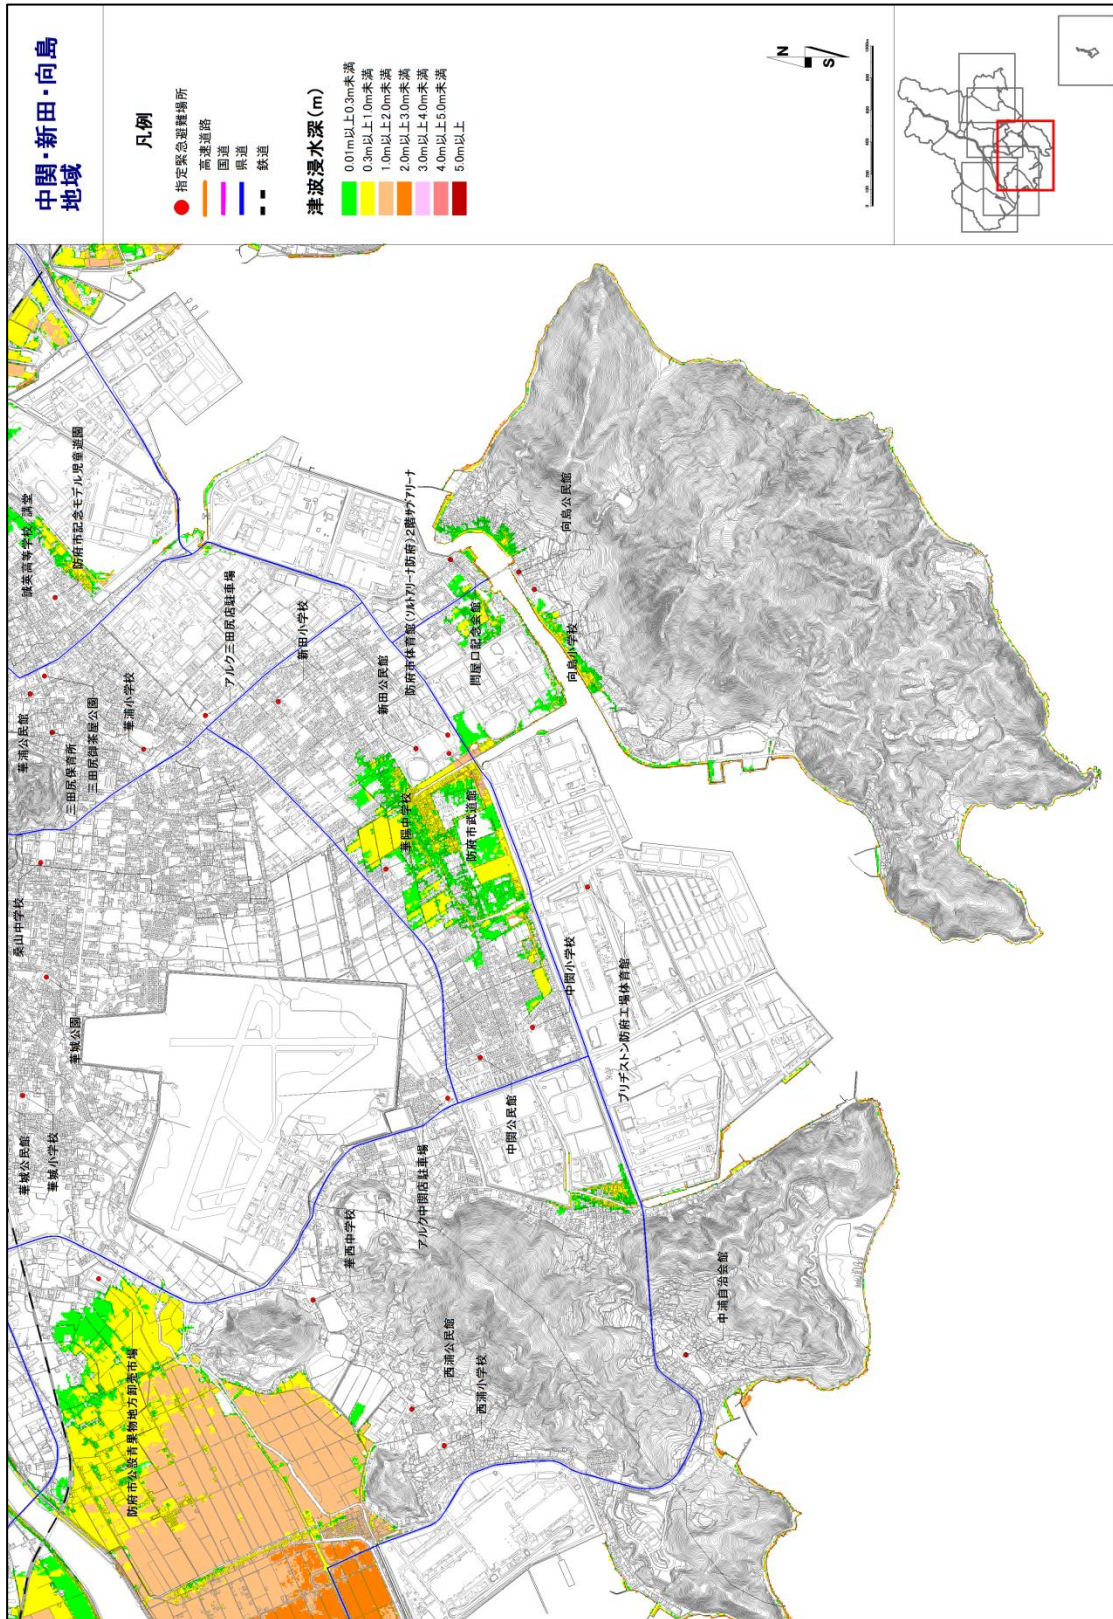 中関・新田・向島
地域
凡例
指定緊急避難場所
高速道路
国道
県道
鉄道
津波浸水深(m)
0.01m以上0.3m未満
0.3m以上1.0m未満
1.0m以上2.0m未満
2.0m以上3.0m未満
3.0m以上4.0m未満
4.0m以上5.0m未満
5.0m以上
N
S
誠英高等学校 講堂
防府市記念モデル児童遊園
華浦公民館
三田尻保育所
三田尻御茶屋公園
華浦小学校
アルク三田尻店駐車場
新田小学校
新田公民館
防府市体育館(ソルトアリーナ防府)2階サブアリーナ
問屋口記念会館
向島公民館
向島小学校
桑山中学校
華陽中学校
防府市武道館
華城公園
中関小学校
ブリヂストン防府工場体育館
華城公民館
華城小学校
中関公民館
アルク中関店駐車場
華西中学校
中浦自治会館
西浦公民館
西浦小学校
防府市公設青果物地方卸売市場